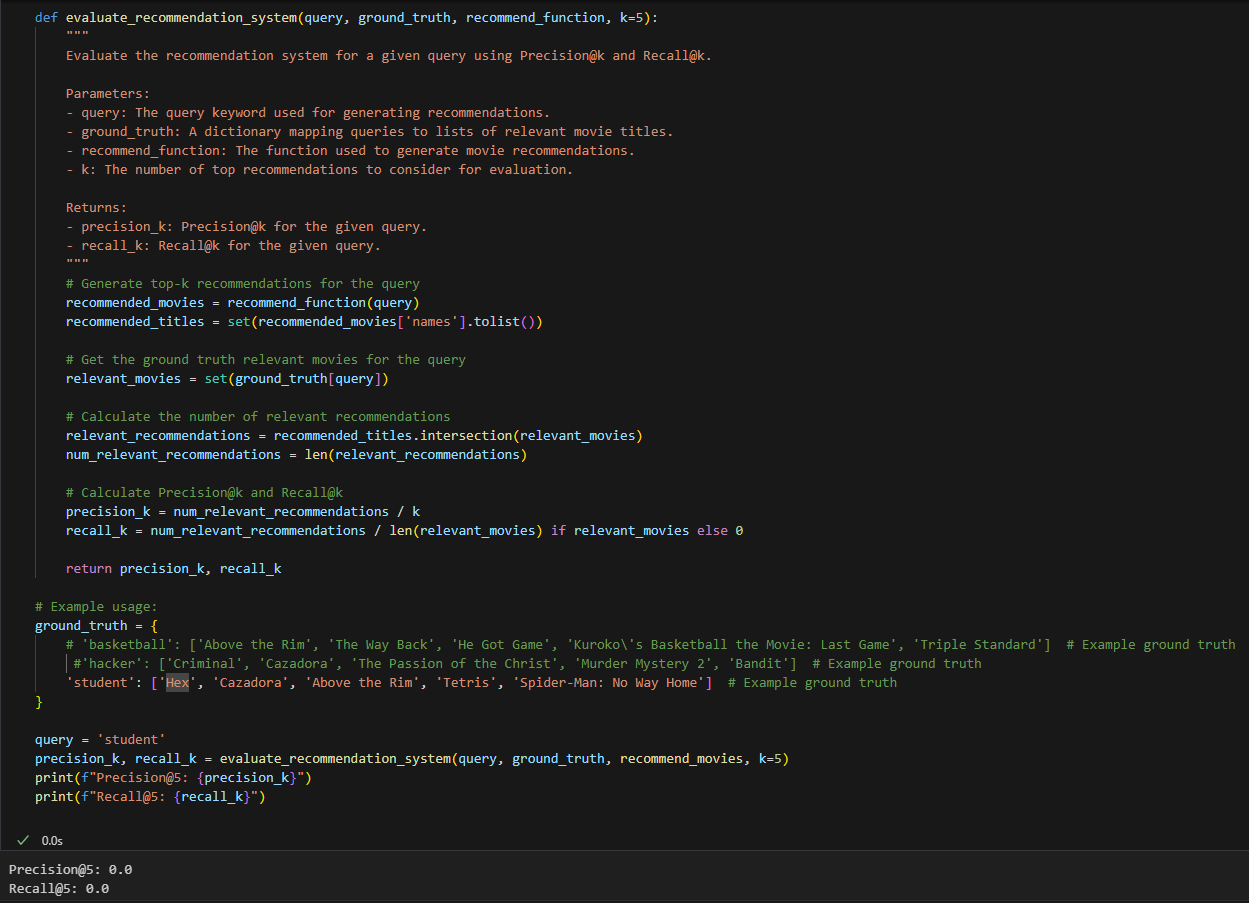 def evaluate_recommendation_system(query, ground_truth, recommend_function, k=5):
    """
    Evaluate the recommendation system for a given query using Precision@k and Recall@k.

    Parameters:
    - query: The query keyword used for generating recommendations.
    - ground_truth: A dictionary mapping queries to lists of relevant movie titles.
    - recommend_function: The function used to generate movie recommendations.
    - k: The number of top recommendations to consider for evaluation.

    Returns:
    - precision_k: Precision@k for the given query.
    - recall_k: Recall@k for the given query.
    """
    # Generate top-k recommendations for the query
    recommended_movies = recommend_function(query)
    recommended_titles = set(recommended_movies['names'].tolist())

    # Get the ground truth relevant movies for the query
    relevant_movies = set(ground_truth[query])

    # Calculate the number of relevant recommendations
    relevant_recommendations = recommended_titles.intersection(relevant_movies)
    num_relevant_recommendations = len(relevant_recommendations)

    # Calculate Precision@k and Recall@k
    precision_k = num_relevant_recommendations / k
    recall_k = num_relevant_recommendations / len(relevant_movies) if relevant_movies else 0

    return precision_k, recall_k

# Example usage:
ground_truth = {
    # 'basketball': ['Above the Rim', 'The Way Back', 'He Got Game', 'Kuroko\'s Basketball the Movie: Last Game', 'Triple Standard']  # Example ground truth
     #'hacker': ['Criminal', 'Cazadora', 'The Passion of the Christ', 'Murder Mystery 2', 'Bandit']  # Example ground truth
    'student': ['Hex', 'Cazadora', 'Above the Rim', 'Tetris', 'Spider-Man: No Way Home']  # Example ground truth
}

query = 'student'
precision_k, recall_k = evaluate_recommendation_system(query, ground_truth, recommend_movies, k=5)
print(f"Precision@5: {precision_k}")
print(f"Recall@5: {recall_k}")

✓ 0.0s
Precision@5: 0.0
Recall@5: 0.0